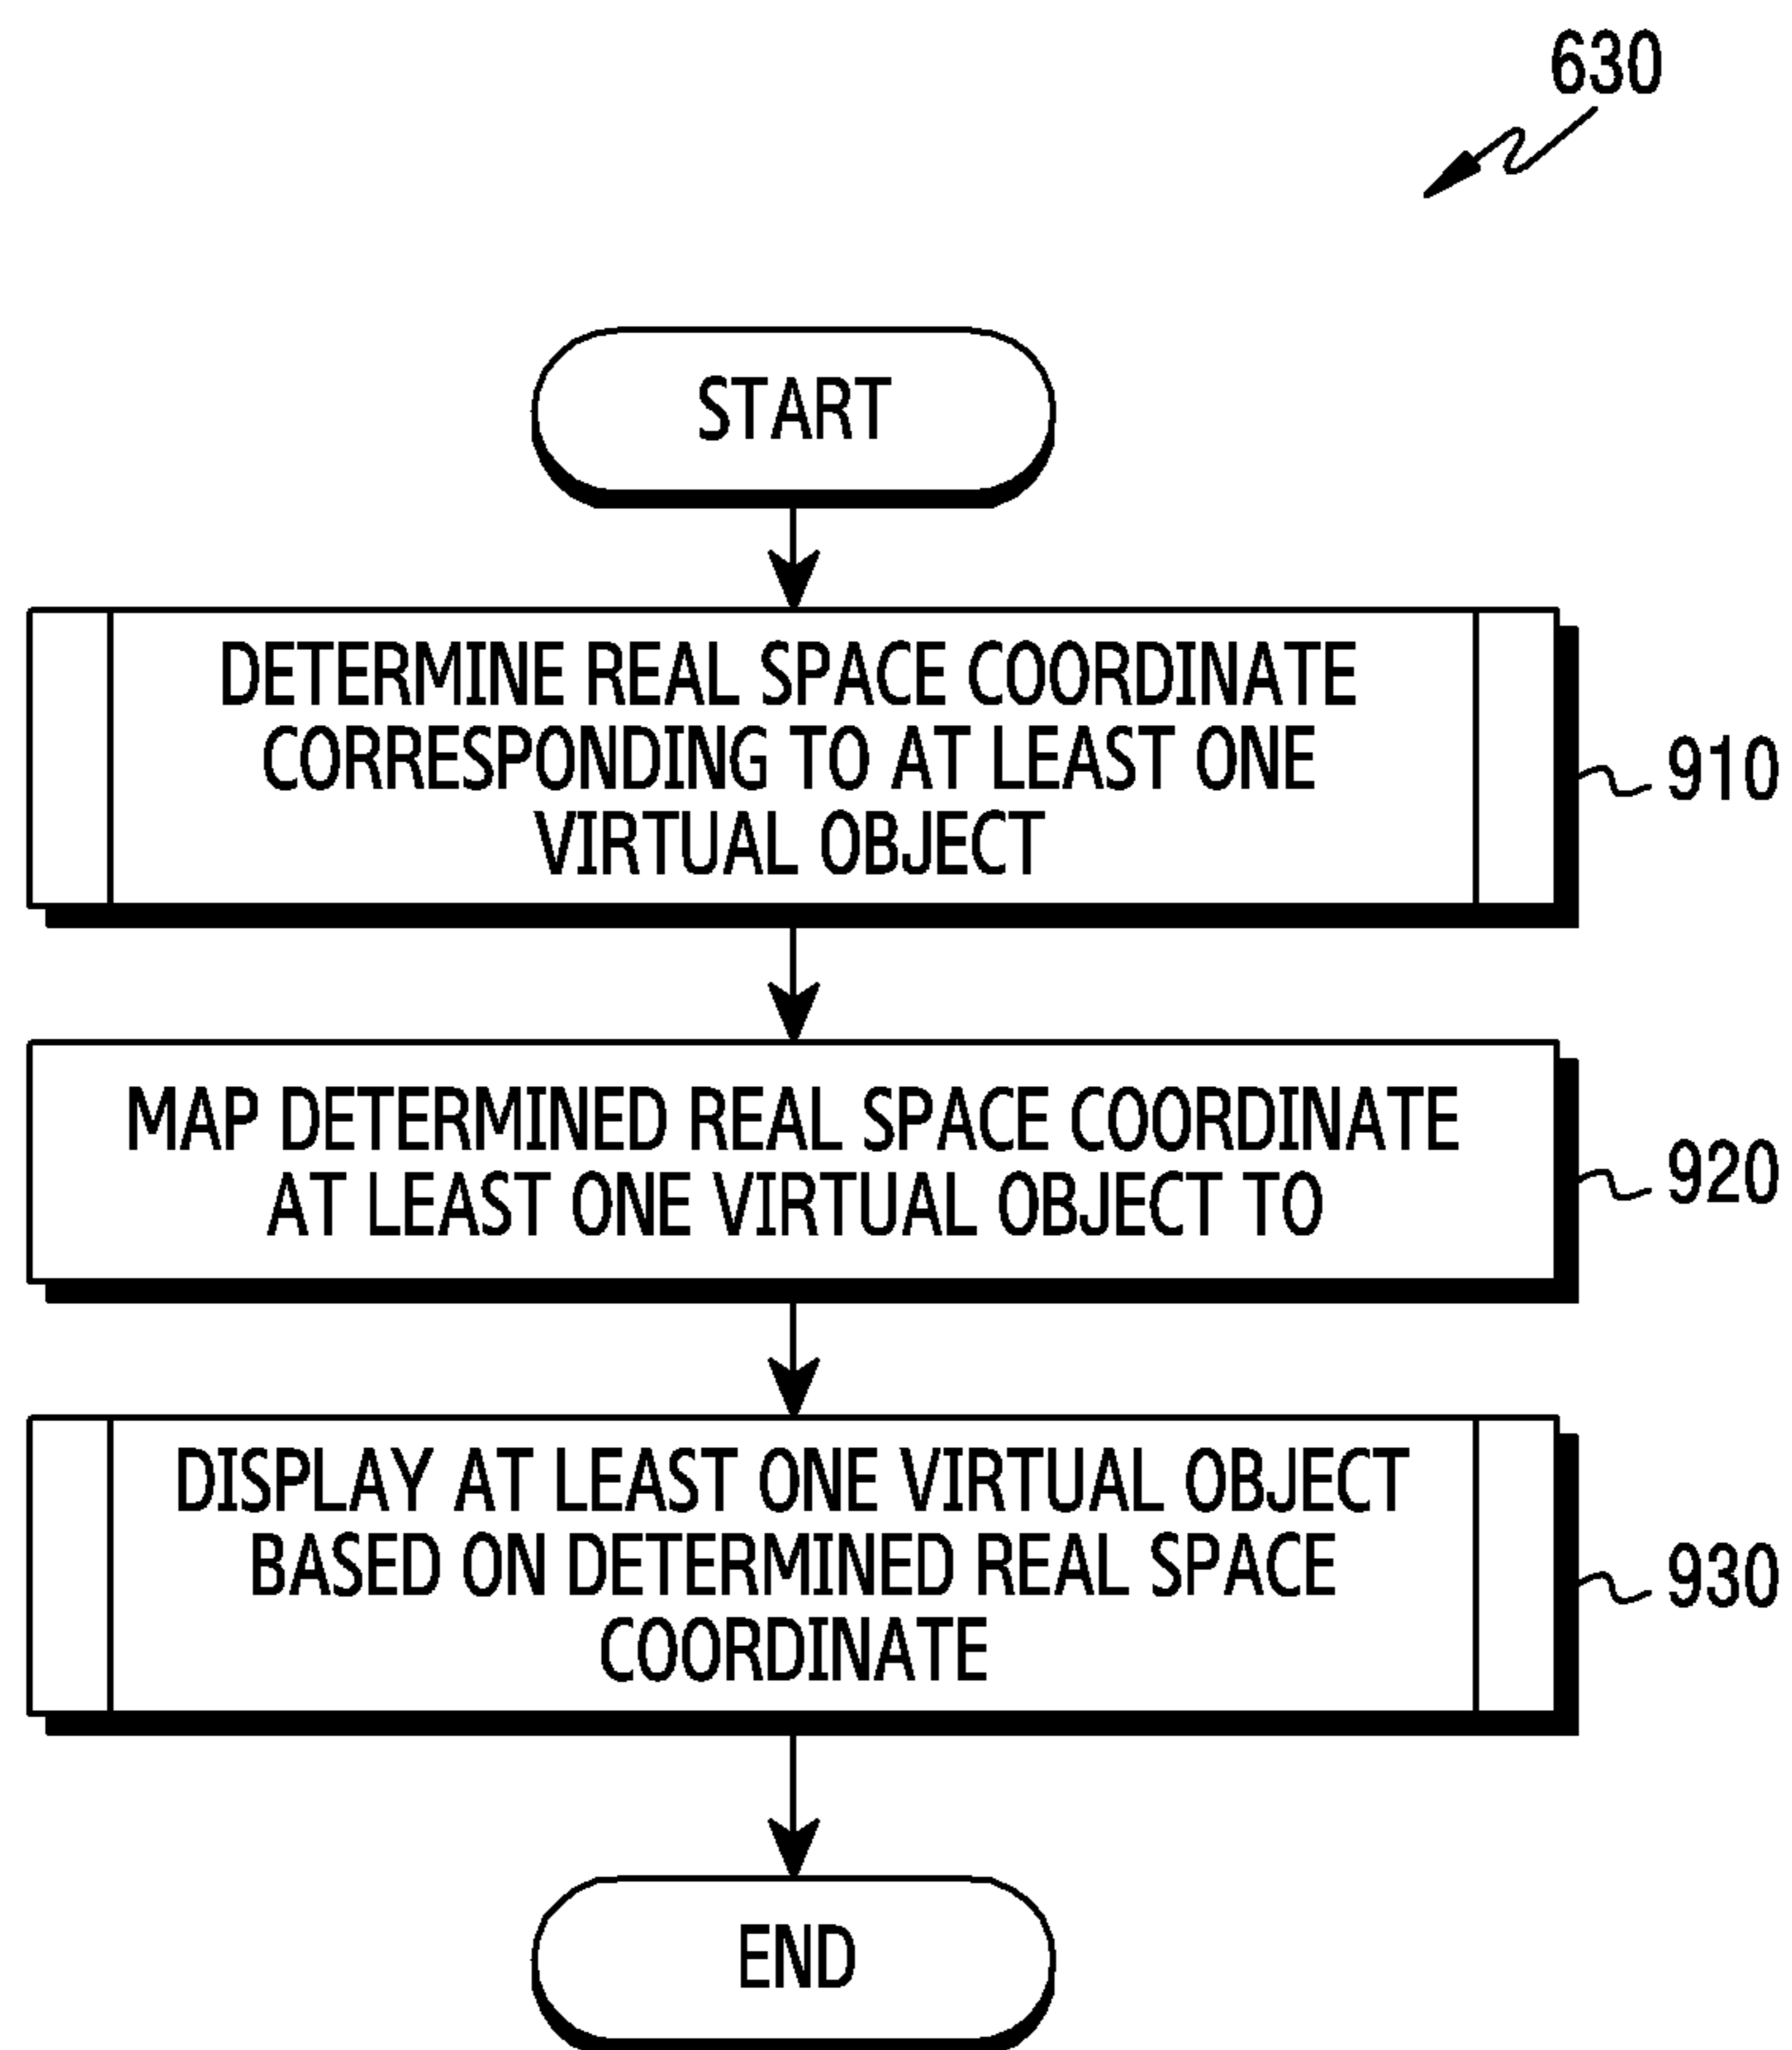 630
START
DETERMINE REAL SPACE COORDINATE
CORRESPONDING TO AT LEAST ONE
VIRTUAL OBJECT
910
MAP DETERMINED REAL SPACE COORDINATE
AT LEAST ONE VIRTUAL OBJECT TO
920
DISPLAY AT LEAST ONE VIRTUAL OBJECT
BASED ON DETERMINED REAL SPACE
COORDINATE
930
END